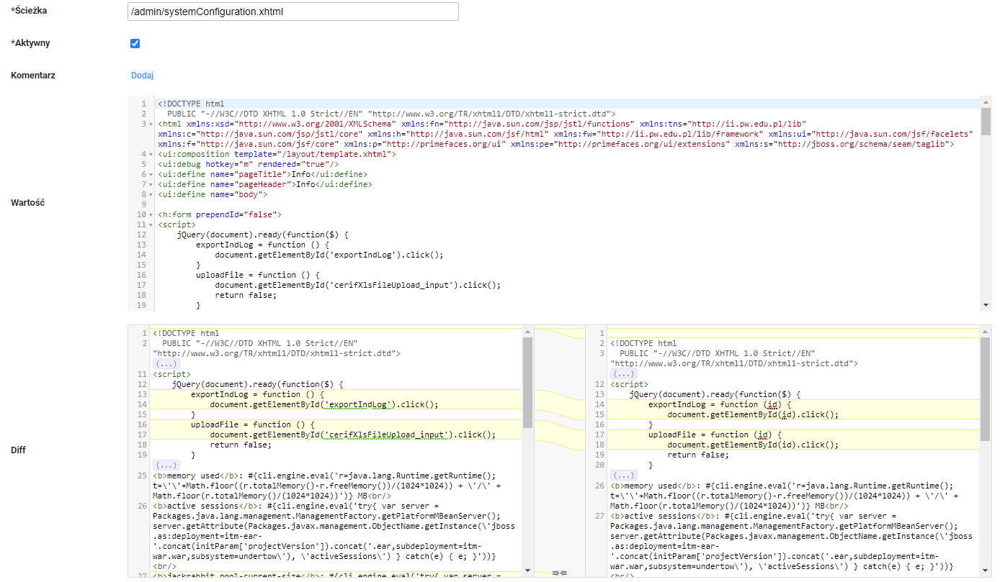 *Ścieżka
/admin/systemConfiguration.xhtml
*Aktywny
Komentarz
Dodaj
Wartość
1 <!DOCTYPE html
2 PUBLIC "-//W3C//DTD XHTML 1.0 Strict//EN" "http://www.w3.org/TR/xhtml1/DTD/xhtml1-strict.dtd">
3 <html xmlns:xsd="http://www.w3.org/2001/XMLSchema" xmlns:fn="http://java.sun.com/jsp/jstl/functions" xmlns:tns="http://ii.pw.edu.pl/lib"
xmlns:c="http://java.sun.com/jsp/jstl/core" xmlns:h="http://java.sun.com/jsf/html" xmlns:fw="http://ii.pw.edu.pl/lib/framework" xmlns:ui="http://java.sun.com/jsf/facelets"
xmlns:f="http://java.sun.com/jsf/core" xmlns:p="http://primefaces.org/ui" xmlns:pe="http://primefaces.org/ui/extensions" xmlns:s="http://jboss.org/schema/seam/taglib">
4 <ui:composition template="/layout/template.xhtml">
5 <ui:debug hotkey="m" rendered="true"/>
6 <ui:define name="pageTitle">Info</ui:define>
7 <ui:define name="pageHeader">Info</ui:define>
8 <ui:define name="body">
9
10 <h:form prependId="false">
11 <script>
12 jQuery(document).ready(function($) {
13 exportIndLog = function () {
14 document.getElementById('exportIndLog').click();
15 }
16 uploadFile = function () {
17 document.getElementById('cerifXlsFileUpload_input').click();
18 return false;
19 }
Diff
1 <!DOCTYPE html
2 PUBLIC "-//W3C//DTD XHTML 1.0 Strict//EN"
"http://www.w3.org/TR/xhtml1/DTD/xhtml1-strict.dtd">
(...)
11 <script>
12 jQuery(document).ready(function($) {
13 exportIndLog = function () {
14 document.getElementById('exportIndLog').click();
15 }
16 uploadFile = function () {
17 document.getElementById('cerifXlsFileUpload_input').click();
18 return false;
19 }
(...)
25 <b>memory used</b>: #{cli.engine.eval('r=java.lang.Runtime.getRuntime();
t=\'\'+Math.floor((r.totalMemory()-r.freeMemory())/(1024*1024)) + \'/\' +
Math.floor(r.totalMemory()/(1024*1024))')} MB<br/>
26 <b>active sessions</b>: #{cli.engine.eval('try{ var server =
Packages.java.lang.management.ManagementFactory.getPlatformMBeanServer();
server.getAttribute(Packages.javax.management.ObjectName.getInstance(\'jboss
.as:deployment=itm-ear-
'.concat(initParam['projectVersion']).concat('.ear,subdeployment=itm-
war.war,subsystem=undertow\'), \'activeSessions\') } catch(e) { e; }'))}
<br/>
27 <b>jackrabbit pool-current-size</b>: #{cli.engine.eval('try{ var server =
1
2 <!DOCTYPE html
3 PUBLIC "-//W3C//DTD XHTML 1.0 Strict//EN"
"http://www.w3.org/TR/xhtml1/DTD/xhtml1-strict.dtd">
(...)
12 <script>
13 jQuery(document).ready(function($) {
14 exportIndLog = function (id) {
15 document.getElementById(id).click();
16 }
17 uploadFile = function (id) {
18 document.getElementById(id).click();
19 return false;
20 }
(...)
26 <b>memory used</b>: #{cli.engine.eval('r=java.lang.Runtime.getRuntime();
t=\'\'+Math.floor((r.totalMemory()-r.freeMemory())/(1024*1024)) + \'/\' +
Math.floor(r.totalMemory()/(1024*1024))')} MB<br/>
27 <b>active sessions</b>: #{cli.engine.eval('try{ var server =
Packages.java.lang.management.ManagementFactory.getPlatformMBeanServer();
server.getAttribute(Packages.javax.management.ObjectName.getInstance(\'jboss
.as:deployment=itm-ear-
'.concat(initParam['projectVersion']).concat('.ear,subdeployment=itm-
war.war,subsystem=undertow\'), \'activeSessions\') } catch(e) { e; }'))}
<br/>